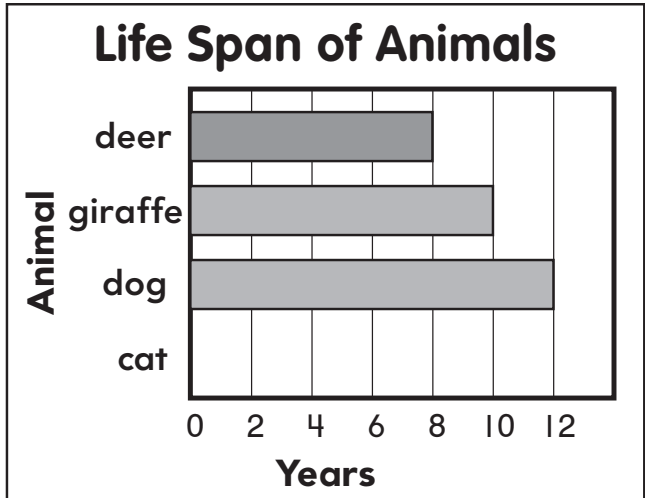 Life Span of Animals
Animal
deer
giraffe
dog
cat
0 2 4 6 8 10 12
Years